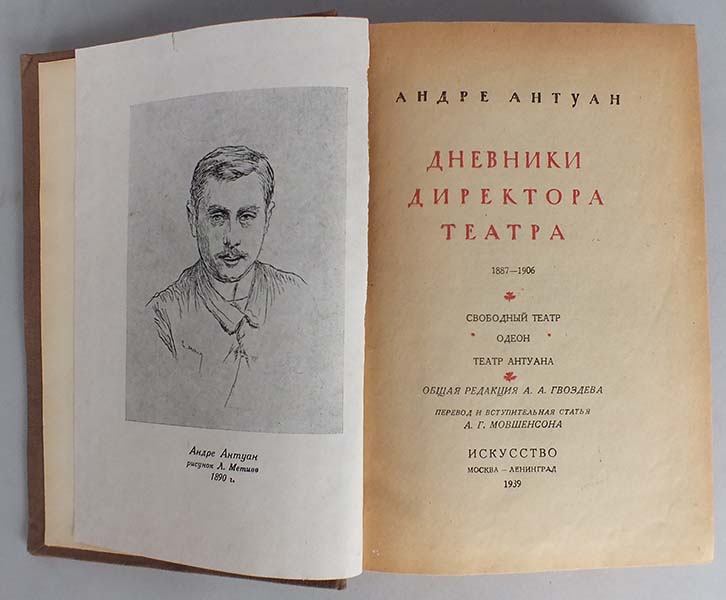 Андре Антуан
рисунок Л. Метиве
1890 г.
АНДРЕ АНТУАН
ДНЕВНИКИ
ДИРЕКТОРА
ТЕАТРА
1887—1906
СВОБОДНЫЙ ТЕАТР
ОДЕОН
ТЕАТР АНТУАНА
ОБЩАЯ РЕДАКЦИЯ А. А. ГВОЗДЕВА
ПЕРЕВОД И ВСТУПИТЕЛЬНАЯ СТАТЬЯ
А. Г. МОВШЕНСОНА
ИСКУССТВО
МОСКВА — ЛЕНИНГРАД
1939